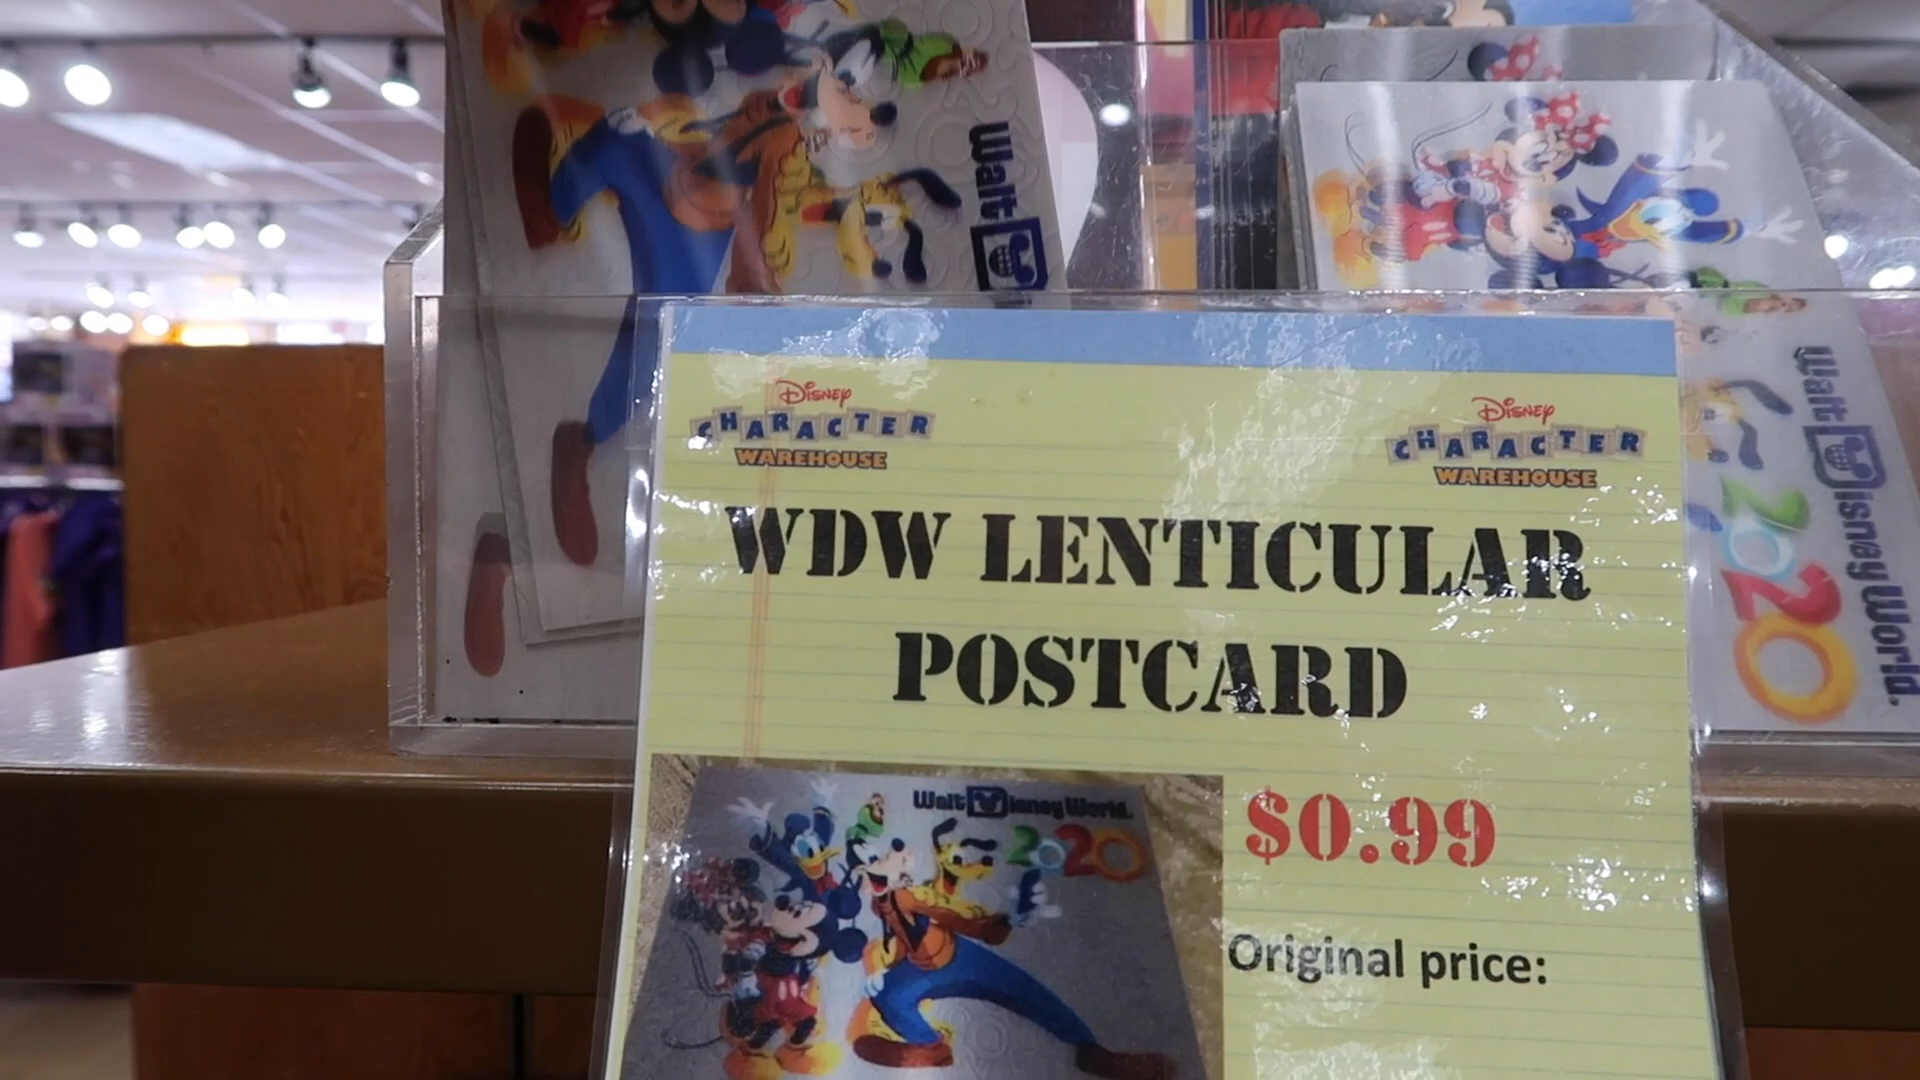 Walt D
Walt Disney World.
2020
DISNEY
CHARACTER
WAREHOUSE
DISNEY
CHARACTER
WAREHOUSE
WDW LENTICULAR
POSTCARD
Walt Disney World.
2020
$0.99
Original price: